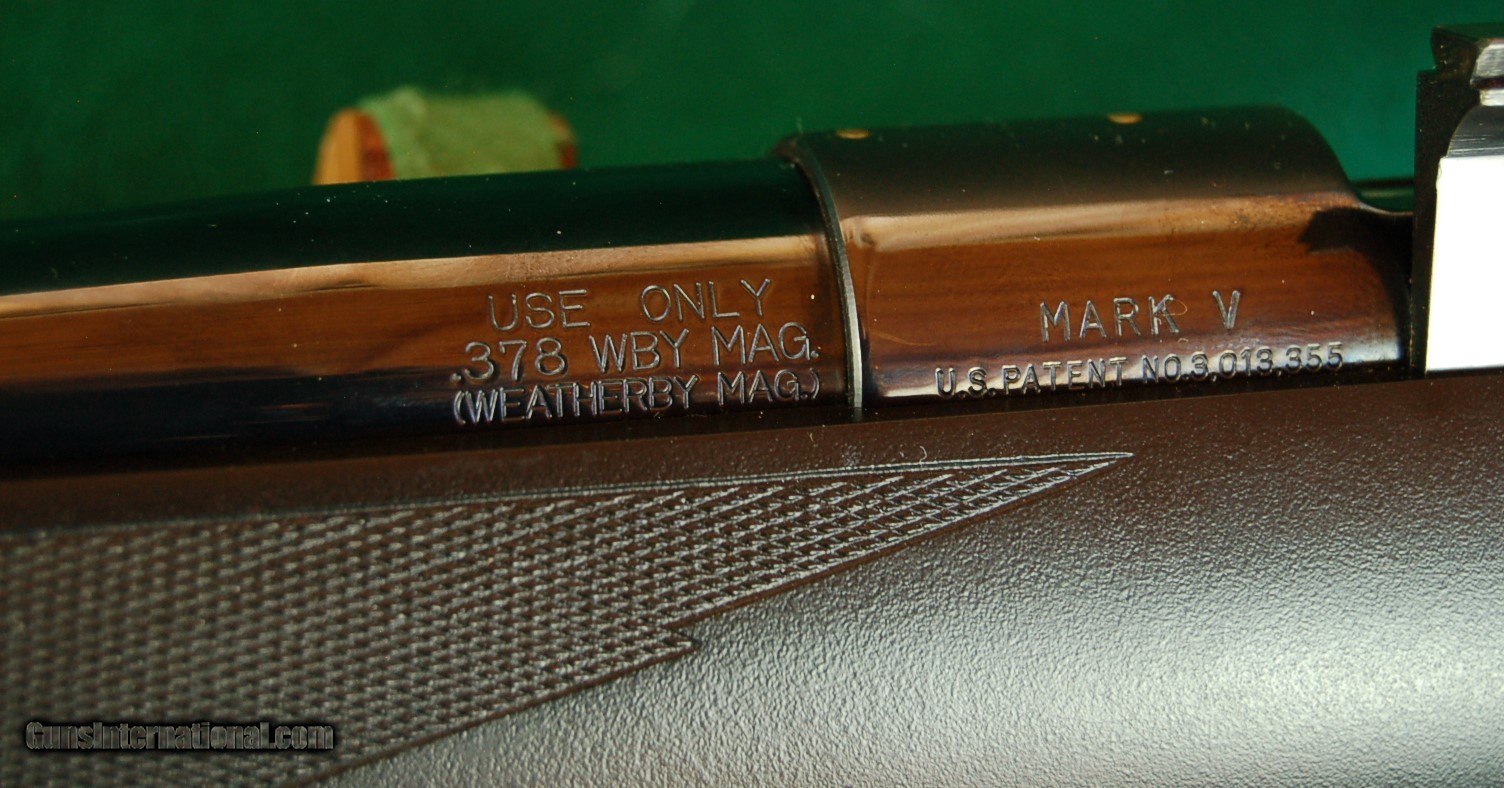 USE ONLY
.378 WBY MAG.
(WEATHERBY MAG.)
MARK V
U.S. PATENT NO. 3,013,355
GunsInternational.com